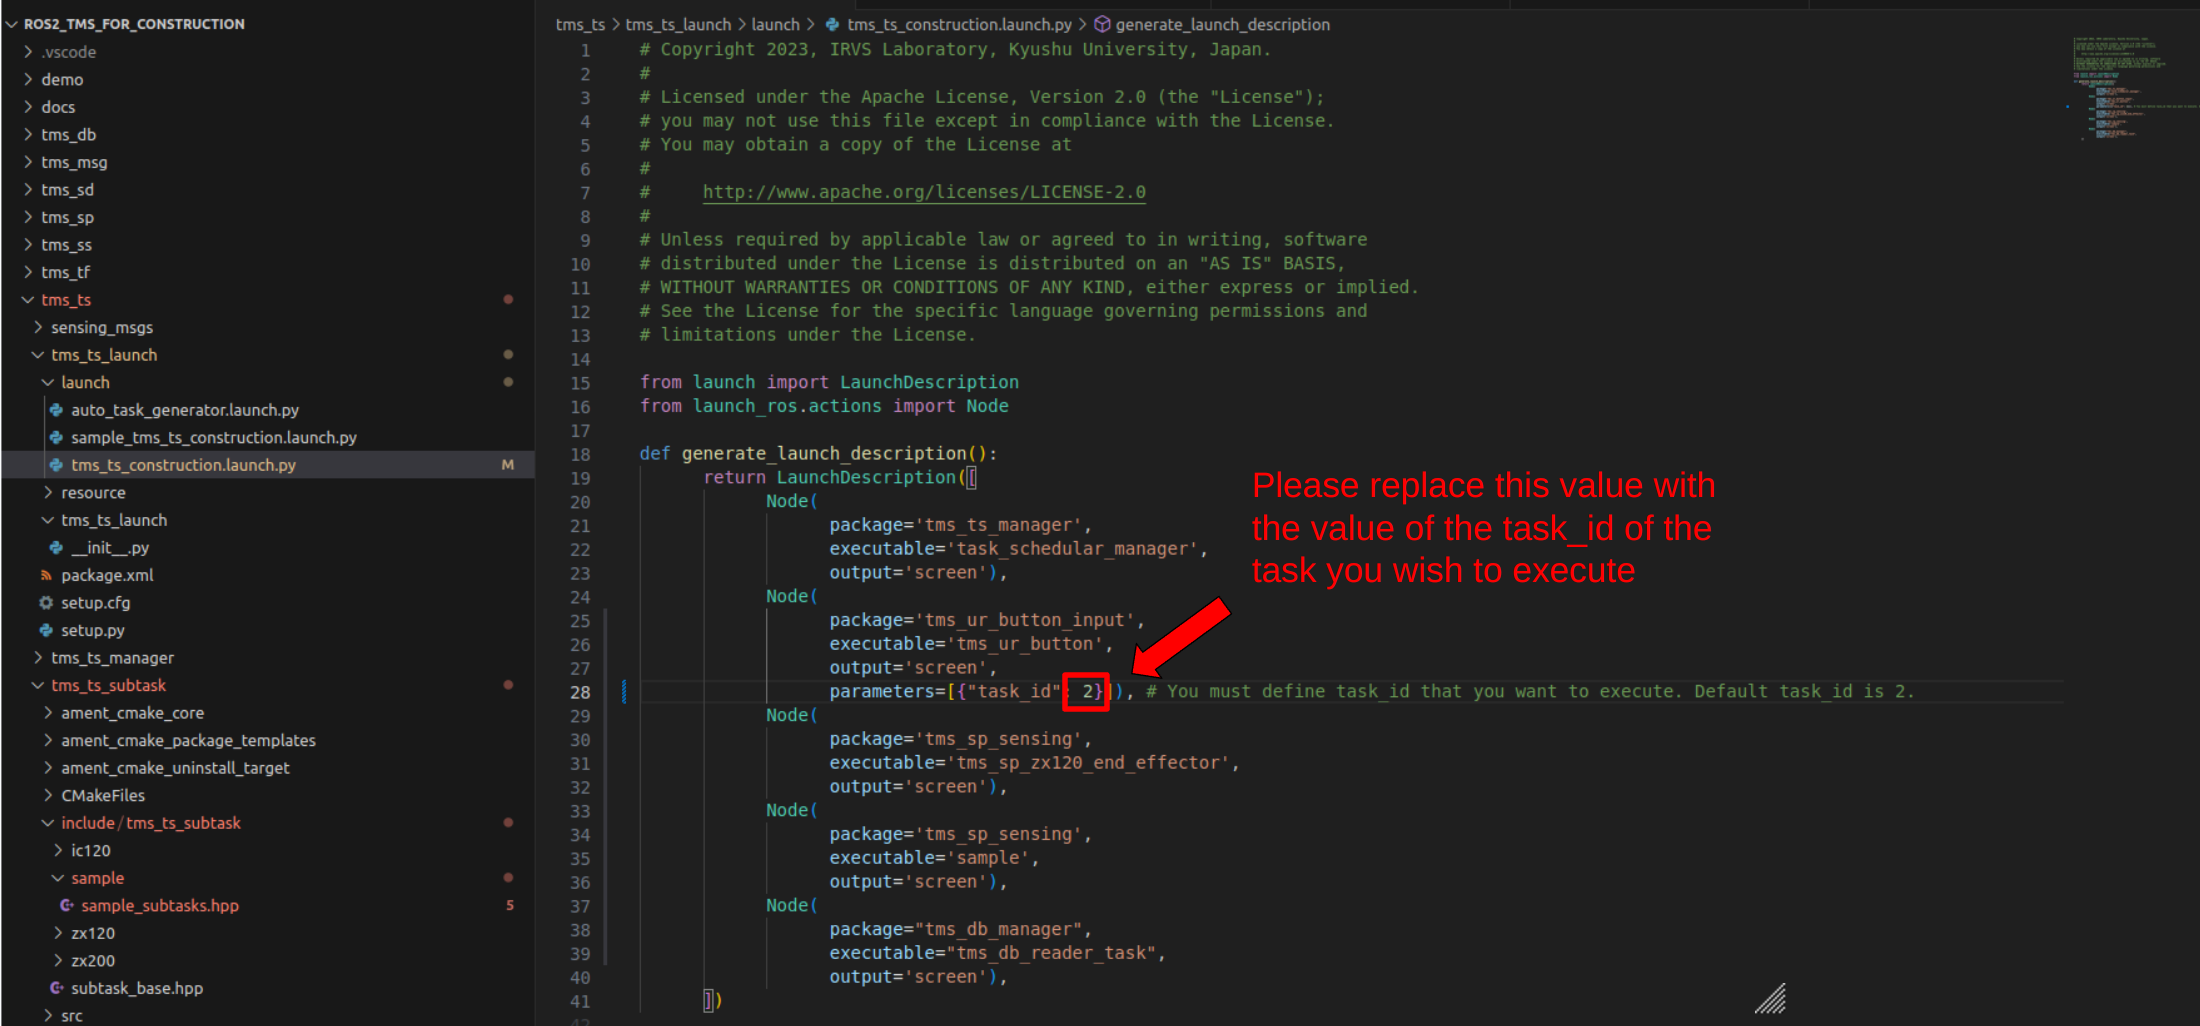 ROS2_TMS_FOR_CONSTRUCTION
.vscode
demo
docs
tms_db
tms_msg
tms_sd
tms_sp
tms_ss
tms_tf
tms_ts
sensing_msgs
tms_ts_launch
launch
auto_task_generator.launch.py
sample_tms_ts_construction.launch.py
tms_ts_construction.launch.py M
resource
tms_ts_launch
__init__.py
package.xml
setup.cfg
setup.py
tms_ts_manager
tms_ts_subtask
ament_cmake_core
ament_cmake_package_templates
ament_cmake_uninstall_target
CMakeFiles
include/tms_ts_subtask
ic120
sample
sample_subtasks.hpp 5
zx120
zx200
subtask_base.hpp
src
tms_ts > tms_ts_launch > launch > tms_ts_construction.launch.py > generate_launch_description
1 # Copyright 2023, IRVS Laboratory, Kyushu University, Japan.
2 #
3 # Licensed under the Apache License, Version 2.0 (the "License");
4 # you may not use this file except in compliance with the License.
5 # You may obtain a copy of the License at
6 #
7 #     http://www.apache.org/licenses/LICENSE-2.0
8 #
9 # Unless required by applicable law or agreed to in writing, software
10 # distributed under the License is distributed on an "AS IS" BASIS,
11 # WITHOUT WARRANTIES OR CONDITIONS OF ANY KIND, either express or implied.
12 # See the License for the specific language governing permissions and
13 # limitations under the License.
14
15 from launch import LaunchDescription
16 from launch_ros.actions import Node
17
18 def generate_launch_description():
19 return LaunchDescription([
20 Node(
21 package='tms_ts_manager',
22 executable='task_schedular_manager',
23 output='screen'),
24 Node(
25 package='tms_ur_button_input',
26 executable='tms_ur_button',
27 output='screen',
28 parameters=[{"task_id": 2}]), # You must define task_id that you want to execute. Default task_id is 2.
29 Node(
30 package='tms_sp_sensing',
31 executable='tms_sp_zx120_end_effector',
32 output='screen'),
33 Node(
34 package='tms_sp_sensing',
35 executable='sample',
36 output='screen'),
37 Node(
38 package="tms_db_manager",
39 executable="tms_db_reader_task",
40 output='screen'),
41 ])
Please replace this value with
the value of the task_id of the
task you wish to execute